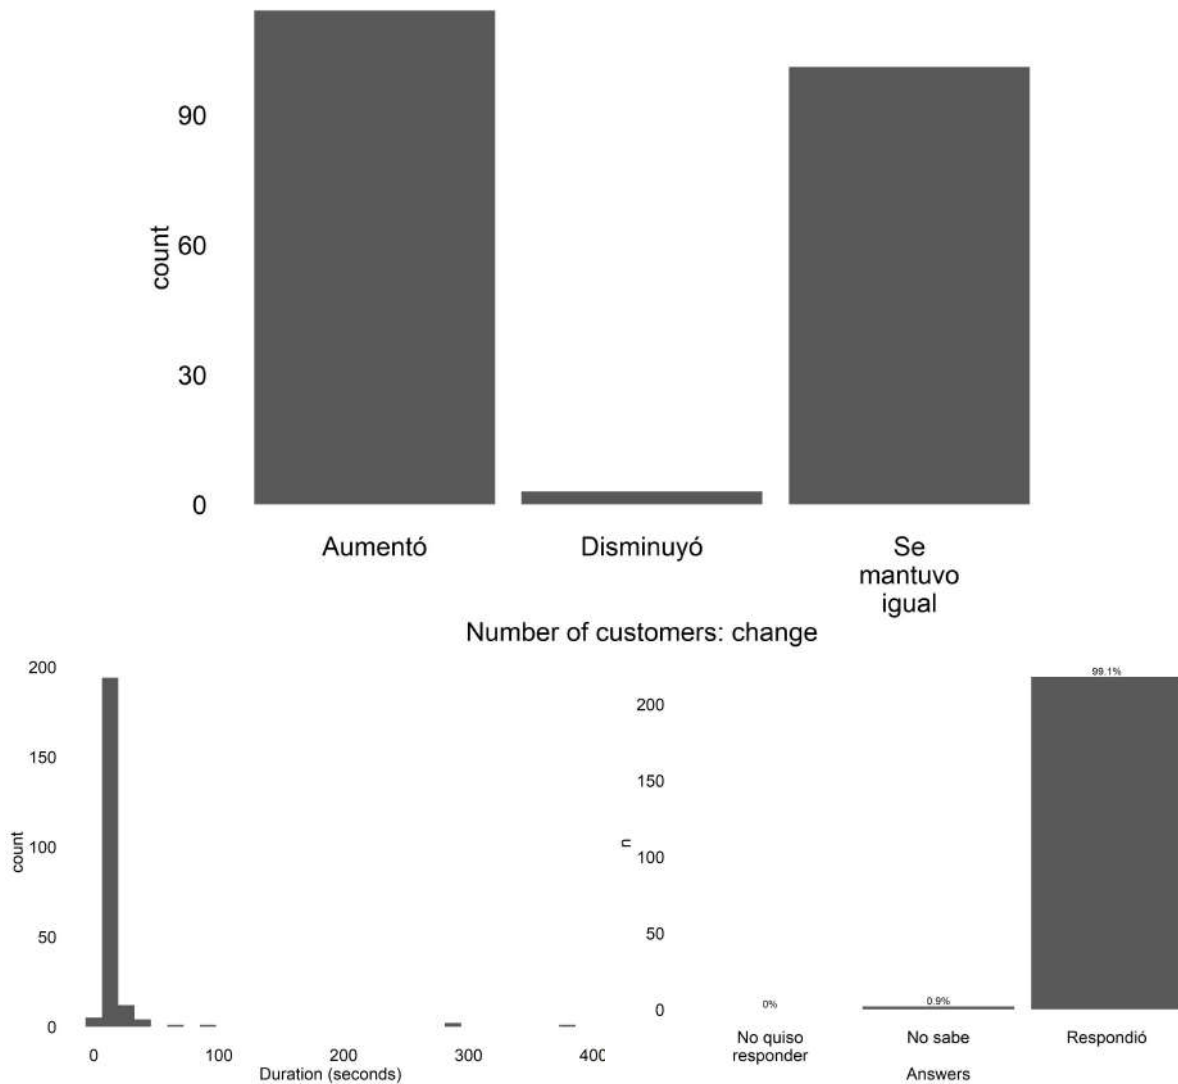 90
60
30
0
count
Aumentó
Disminuyó
Se
mantuvo
igual
Number of customers: change
200
150
100
50
0
count
0
100
200
300
400
Duration (seconds)
99.1%
200
150
100
50
0
n
0%
0.9%
No quiso
responder
No sabe
Respondió
Answers